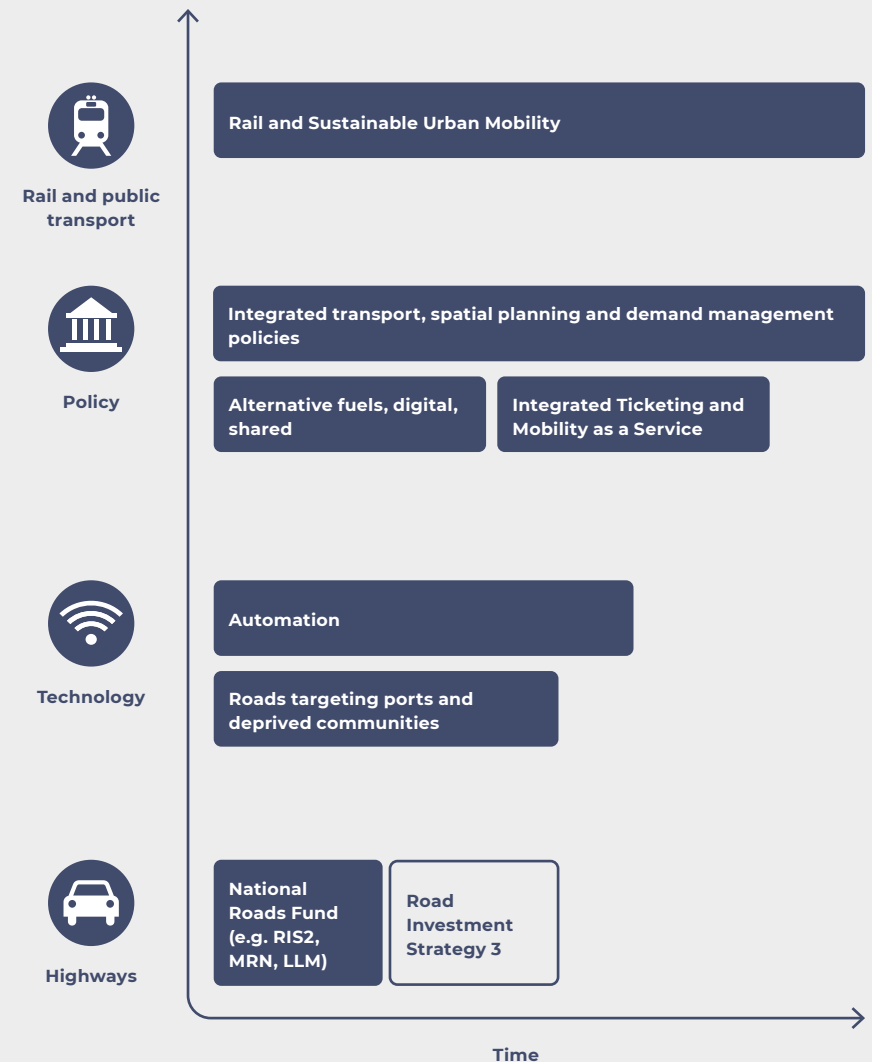 Rail and Sustainable Urban Mobility
Rail and public
transport
Integrated transport, spatial planning and demand management
policies
Policy
Alternative fuels, digital,
shared
Integrated Ticketing and
Mobility as a Service
Automation
Technology
Roads targeting ports and
deprived communities
National
Roads Fund
(e.g. RIS2,
MRN, LLM)
Road
Investment
Strategy 3
Highways
Time